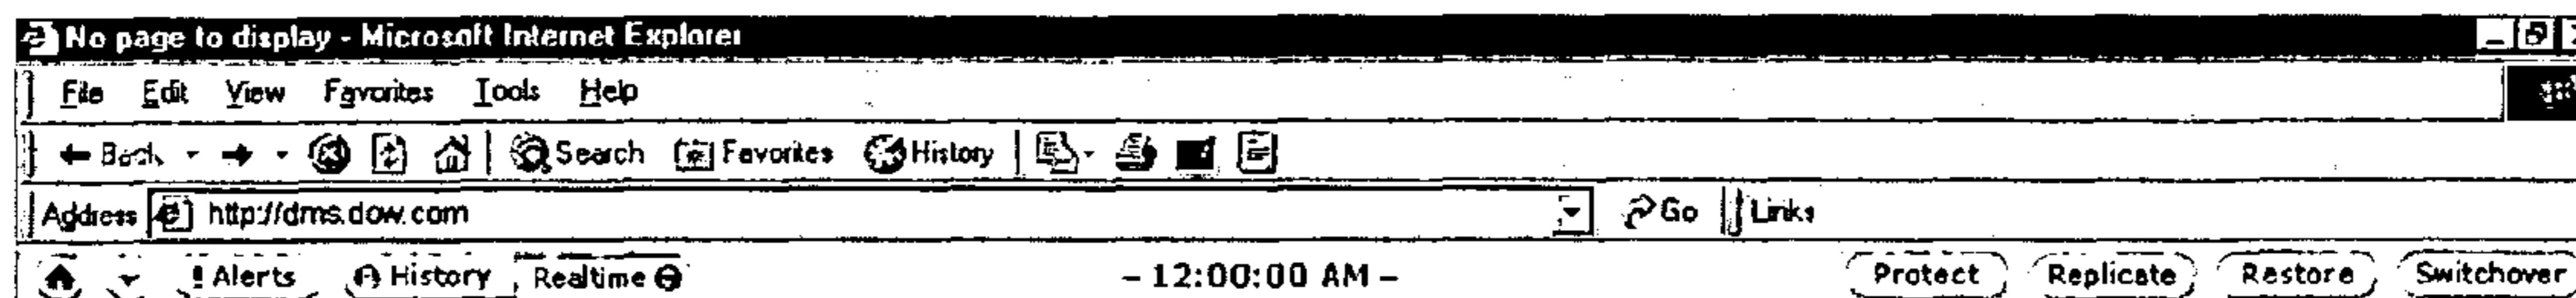 No page to display - Microsoft Internet Explorer
File Edit View Favorites Tools Help
Back Search Favorites History
Address http://dms.dow.com Go Links
! Alerts History Realtime – 12:00:00 AM – Protect Replicate Restore Switchover